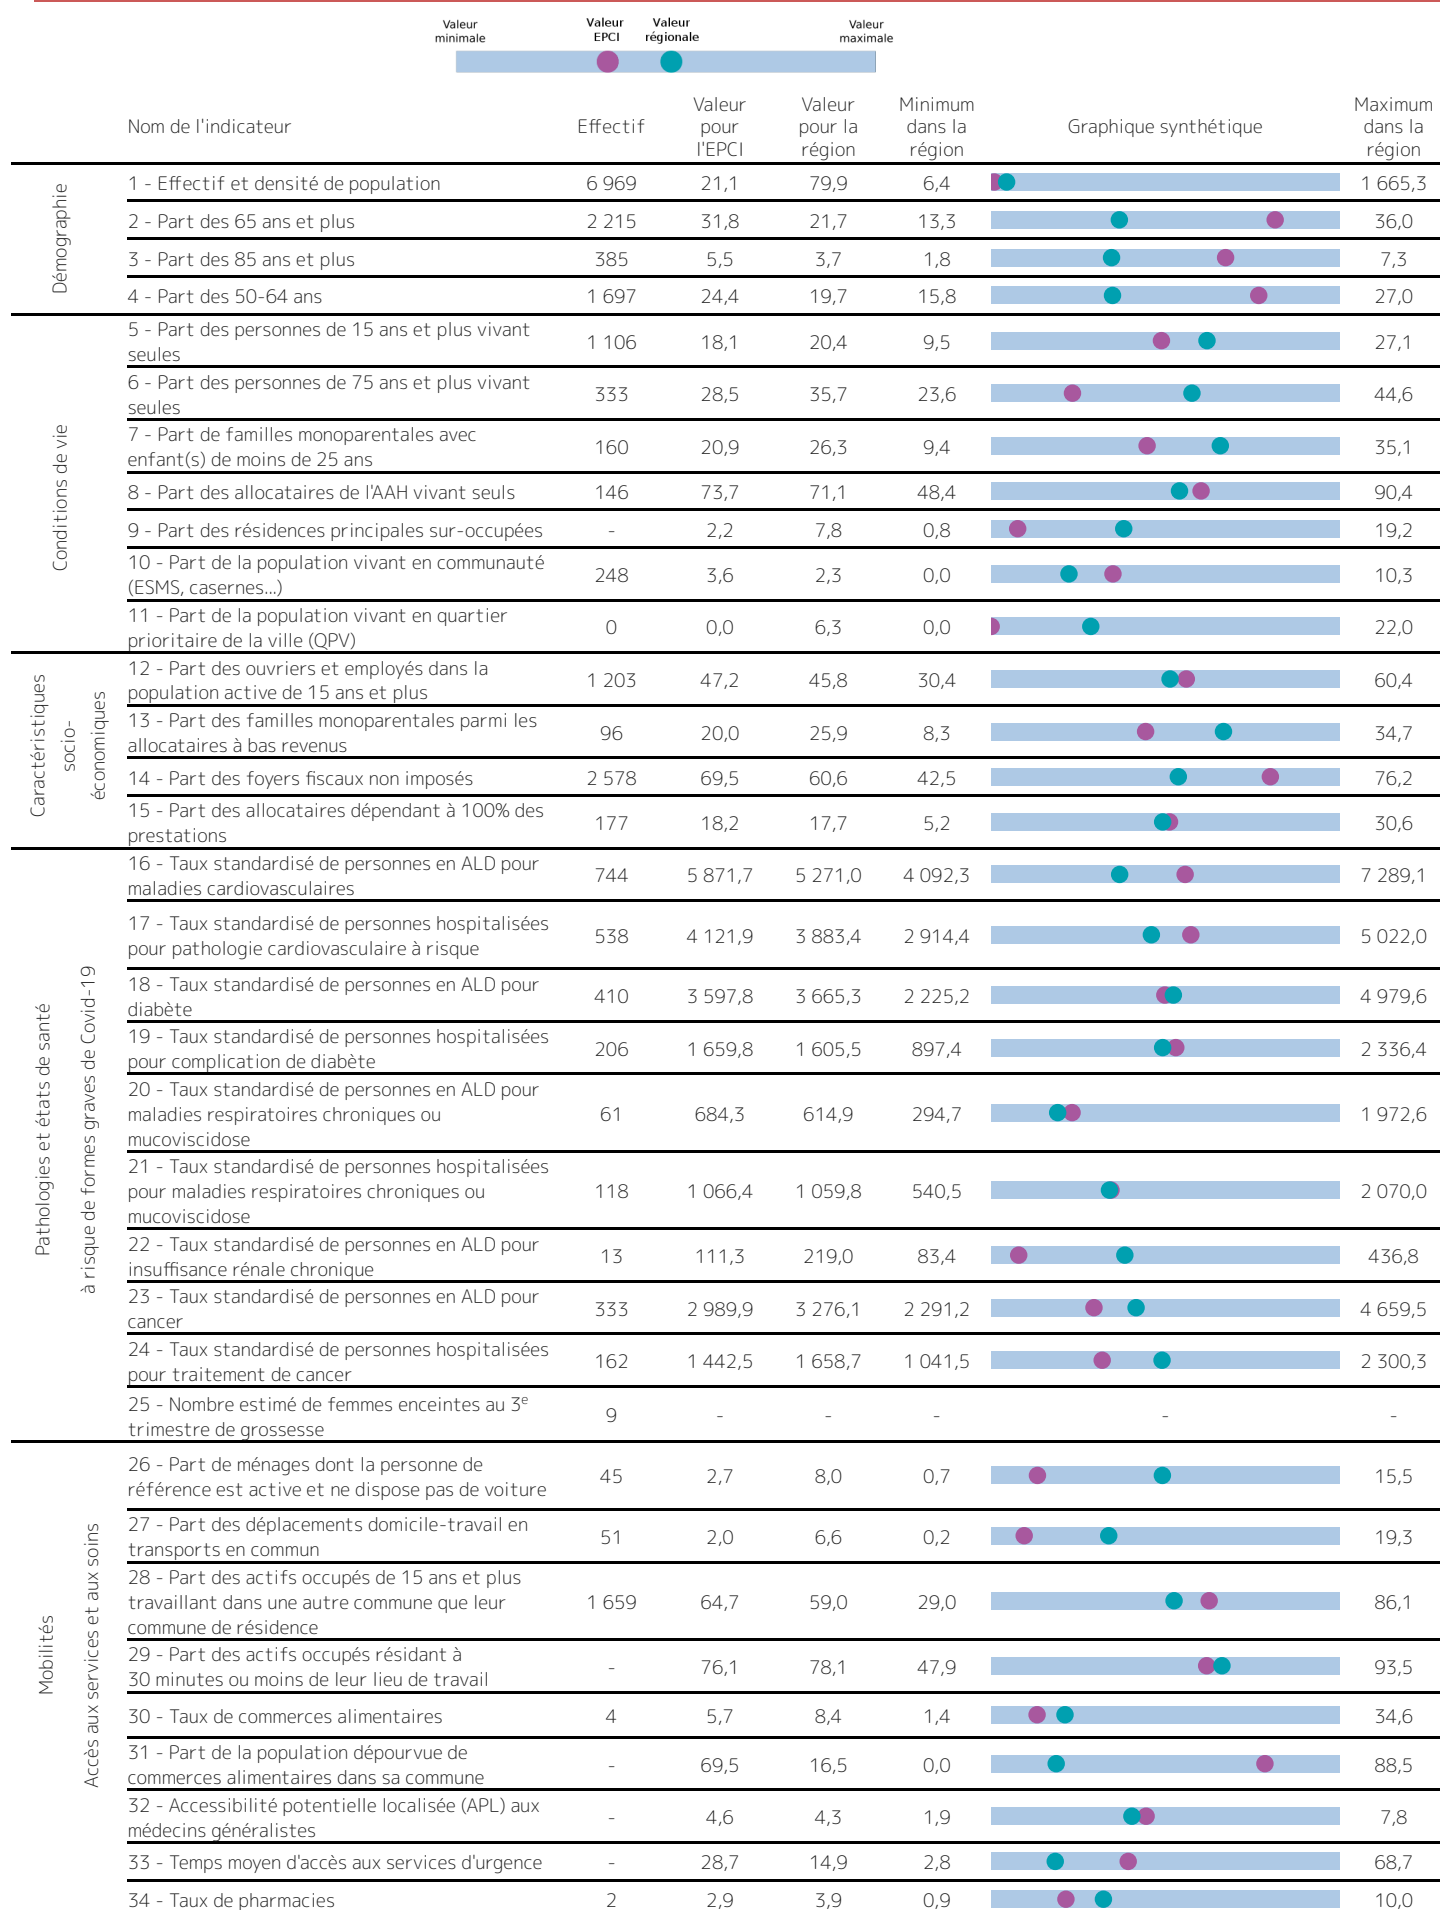 Valeur minimale
Valeur EPCI
Valeur régionale
Valeur maximale
Nom de l'indicateur
Effectif
Valeur pour l'EPCI
Valeur pour la région
Minimum dans la région
Graphique synthétique
Maximum dans la région
Démographie
1 - Effectif et densité de population 6 969 21,1 79,9 6,4 1 665,3
2 - Part des 65 ans et plus 2 215 31,8 21,7 13,3 36,0
3 - Part des 85 ans et plus 385 5,5 3,7 1,8 7,3
4 - Part des 50-64 ans 1 697 24,4 19,7 15,8 27,0
Conditions de vie
5 - Part des personnes de 15 ans et plus vivant
seules 1 106 18,1 20,4 9,5 27,1
6 - Part des personnes de 75 ans et plus vivant
seules 333 28,5 35,7 23,6 44,6
7 - Part de familles monoparentales avec
enfant(s) de moins de 25 ans 160 20,9 26,3 9,4 35,1
8 - Part des allocataires de l'AAH vivant seuls 146 73,7 71,1 48,4 90,4
9 - Part des résidences principales sur-occupées - 2,2 7,8 0,8 19,2
10 - Part de la population vivant en communauté
(ESMS, casernes...) 248 3,6 2,3 0,0 10,3
11 - Part de la population vivant en quartier
prioritaire de la ville (QPV) 0 0,0 6,3 0,0 22,0
Caractéristiques
socio-
économiques
12 - Part des ouvriers et employés dans la
population active de 15 ans et plus 1 203 47,2 45,8 30,4 60,4
13 - Part des familles monoparentales parmi les
allocataires à bas revenus 96 20,0 25,9 8,3 34,7
14 - Part des foyers fiscaux non imposés 2 578 69,5 60,6 42,5 76,2
15 - Part des allocataires dépendant à 100% des
prestations 177 18,2 17,7 5,2 30,6
Pathologies et états de santé
à risque de formes graves de Covid-19
16 - Taux standardisé de personnes en ALD pour
maladies cardiovasculaires 744 5 871,7 5 271,0 4 092,3 7 289,1
17 - Taux standardisé de personnes hospitalisées
pour pathologie cardiovasculaire à risque 538 4 121,9 3 883,4 2 914,4 5 022,0
18 - Taux standardisé de personnes en ALD pour
diabète 410 3 597,8 3 665,3 2 225,2 4 979,6
19 - Taux standardisé de personnes hospitalisées
pour complication de diabète 206 1 659,8 1 605,5 897,4 2 336,4
20 - Taux standardisé de personnes en ALD pour
maladies respiratoires chroniques ou
mucoviscidose 61 684,3 614,9 294,7 1 972,6
21 - Taux standardisé de personnes hospitalisées
pour maladies respiratoires chroniques ou
mucoviscidose 118 1 066,4 1 059,8 540,5 2 070,0
22 - Taux standardisé de personnes en ALD pour
insuffisance rénale chronique 13 111,3 219,0 83,4 436,8
23 - Taux standardisé de personnes en ALD pour
cancer 333 2 989,9 3 276,1 2 291,2 4 659,5
24 - Taux standardisé de personnes hospitalisées
pour traitement de cancer 162 1 442,5 1 658,7 1 041,5 2 300,3
25 - Nombre estimé de femmes enceintes au 3e
trimestre de grossesse 9 - - - - -
Mobilités
Accès aux services et aux soins
26 - Part de ménages dont la personne de
référence est active et ne dispose pas de voiture 45 2,7 8,0 0,7 15,5
27 - Part des déplacements domicile-travail en
transports en commun 51 2,0 6,6 0,2 19,3
28 - Part des actifs occupés de 15 ans et plus
travaillant dans une autre commune que leur
commune de résidence 1 659 64,7 59,0 29,0 86,1
29 - Part des actifs occupés résidant à
30 minutes ou moins de leur lieu de travail - 76,1 78,1 47,9 93,5
30 - Taux de commerces alimentaires 4 5,7 8,4 1,4 34,6
31 - Part de la population dépourvue de
commerces alimentaires dans sa commune - 69,5 16,5 0,0 88,5
32 - Accessibilité potentielle localisée (APL) aux
médecins généralistes - 4,6 4,3 1,9 7,8
33 - Temps moyen d'accès aux services d'urgence - 28,7 14,9 2,8 68,7
34 - Taux de pharmacies 2 2,9 3,9 0,9 10,0